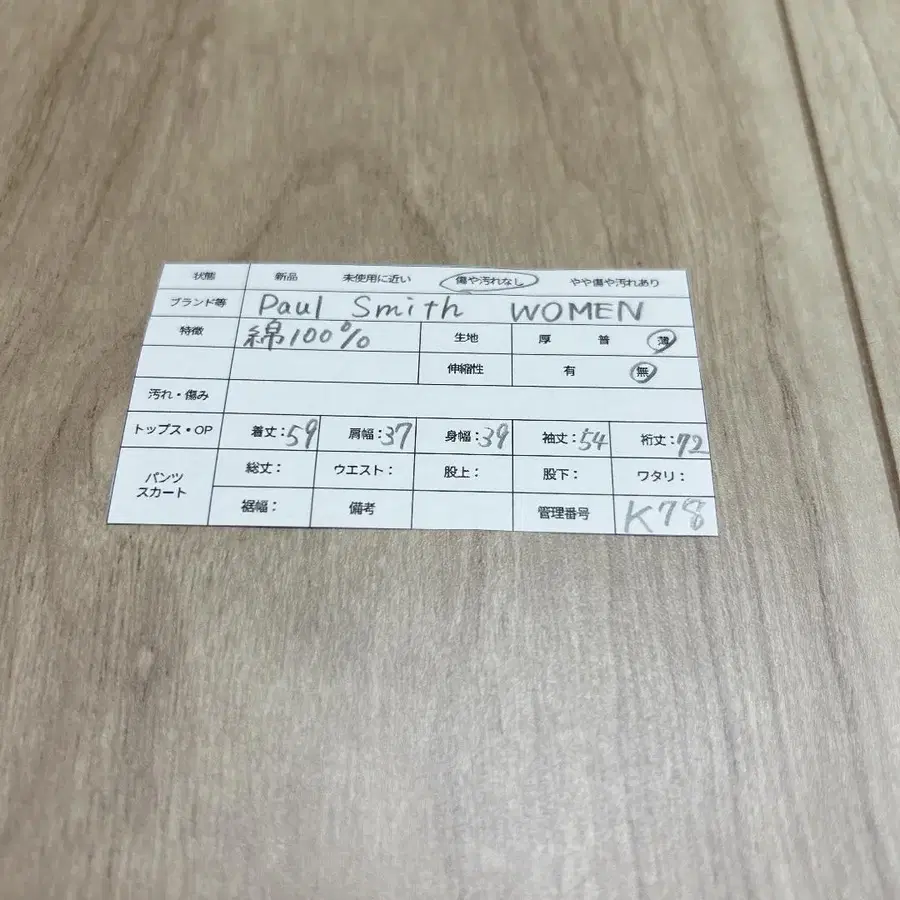 状態 新品 未使用に近い 傷や汚れなし やや傷や汚れあり
ブランド等 Paul Smith WOMEN
特徴 綿100% 生地 厚 普 薄
伸縮性 有 無
汚れ・傷み
トップス・OP 着丈:59 肩幅:37 身幅:39 袖丈:54 裄丈:72
パンツ スカート 総丈: ウエスト: 股上: 股下: ワタリ:
裾幅: 備考 管理番号 K78